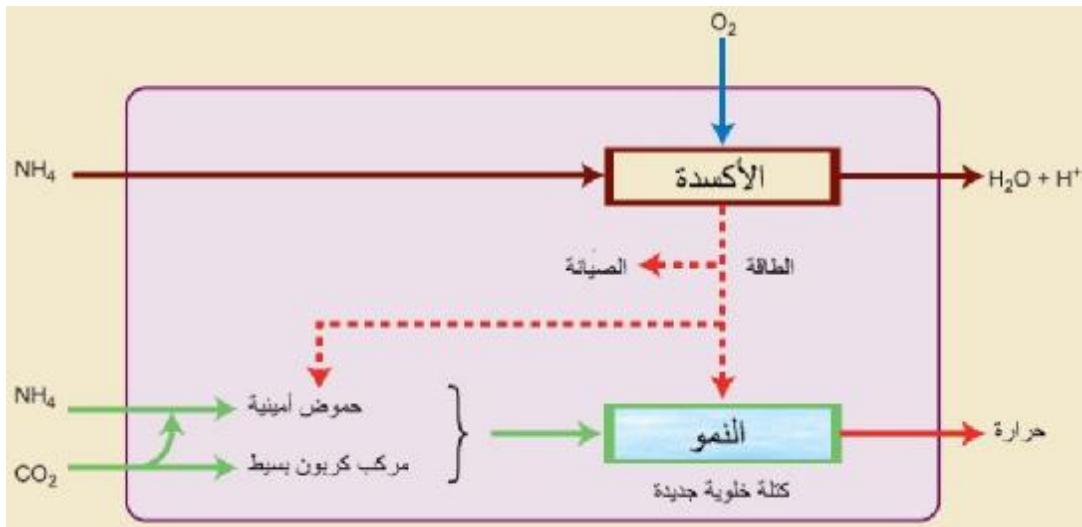 O₂
NH₄
الأكسدة
H₂O + H⁺
الطاقة
الصيانة
NH₄
حموض أمينية
النمو
حرارة
CO₂
مركب كربون بسيط
كتلة خلوية جديدة